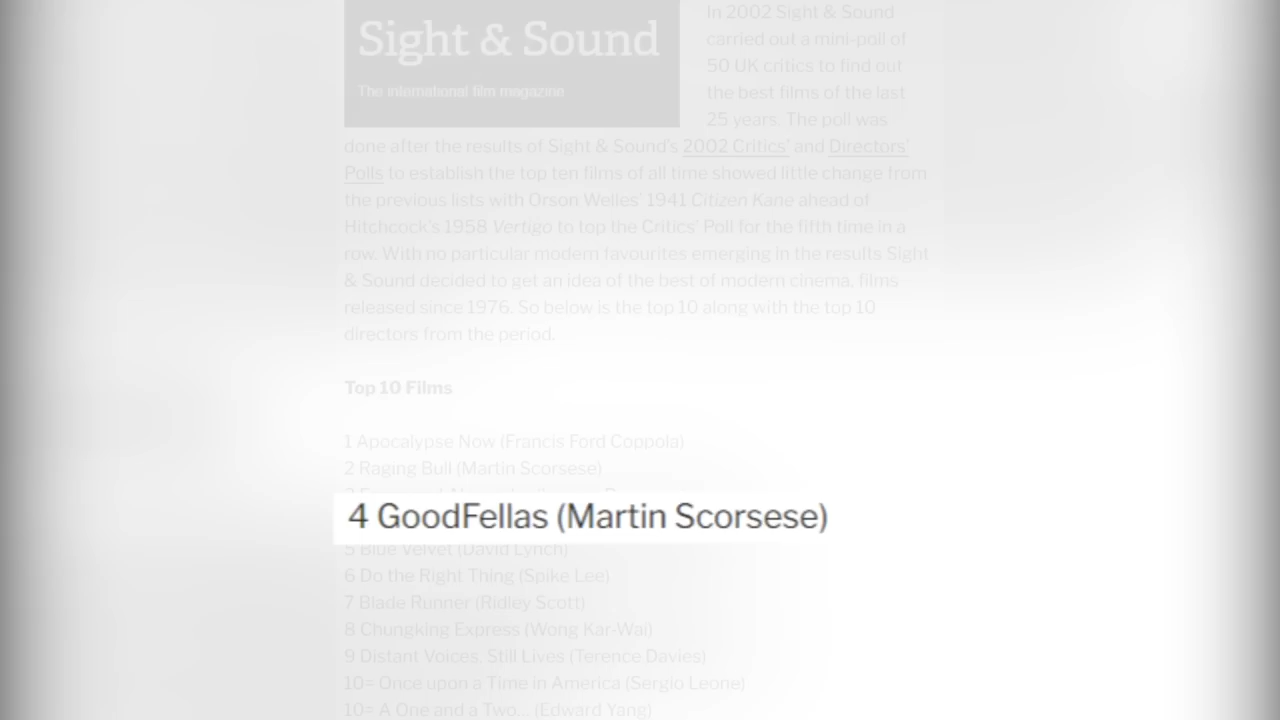 Sight & Sound
The international film magazine
In 2002 Sight & Sound
carried out a mini-poll of
50 UK critics to find out
the best films of the last
25 years. The poll was
done after the results of Sight & Sound's 2002 Critics' and Directors'
Polls to establish the top ten films of all time showed little change from
the previous lists with Orson Welles' 1941 Citizen Kane ahead of
Hitchcock's 1958 Vertigo to top the Critics' Poll for the fifth time in a
row. With no particular modern favourites emerging in the results Sight
& Sound decided to get an idea of the best of modern cinema, films
released since 1976. So below is the top 10 along with the top 10
directors from the period.
Top 10 Films
1 Apocalypse Now (Francis Ford Coppola)
2 Raging Bull (Martin Scorsese)
4 GoodFellas (Martin Scorsese)
5 Blue Velvet (David Lynch)
6 Do the Right Thing (Spike Lee)
7 Blade Runner (Ridley Scott)
8 Chungking Express (Wong Kar-Wai)
9 Distant Voices, Still Lives (Terence Davies)
10= Once upon a Time in America (Sergio Leone)
10= A One and a Two... (Edward Yang)